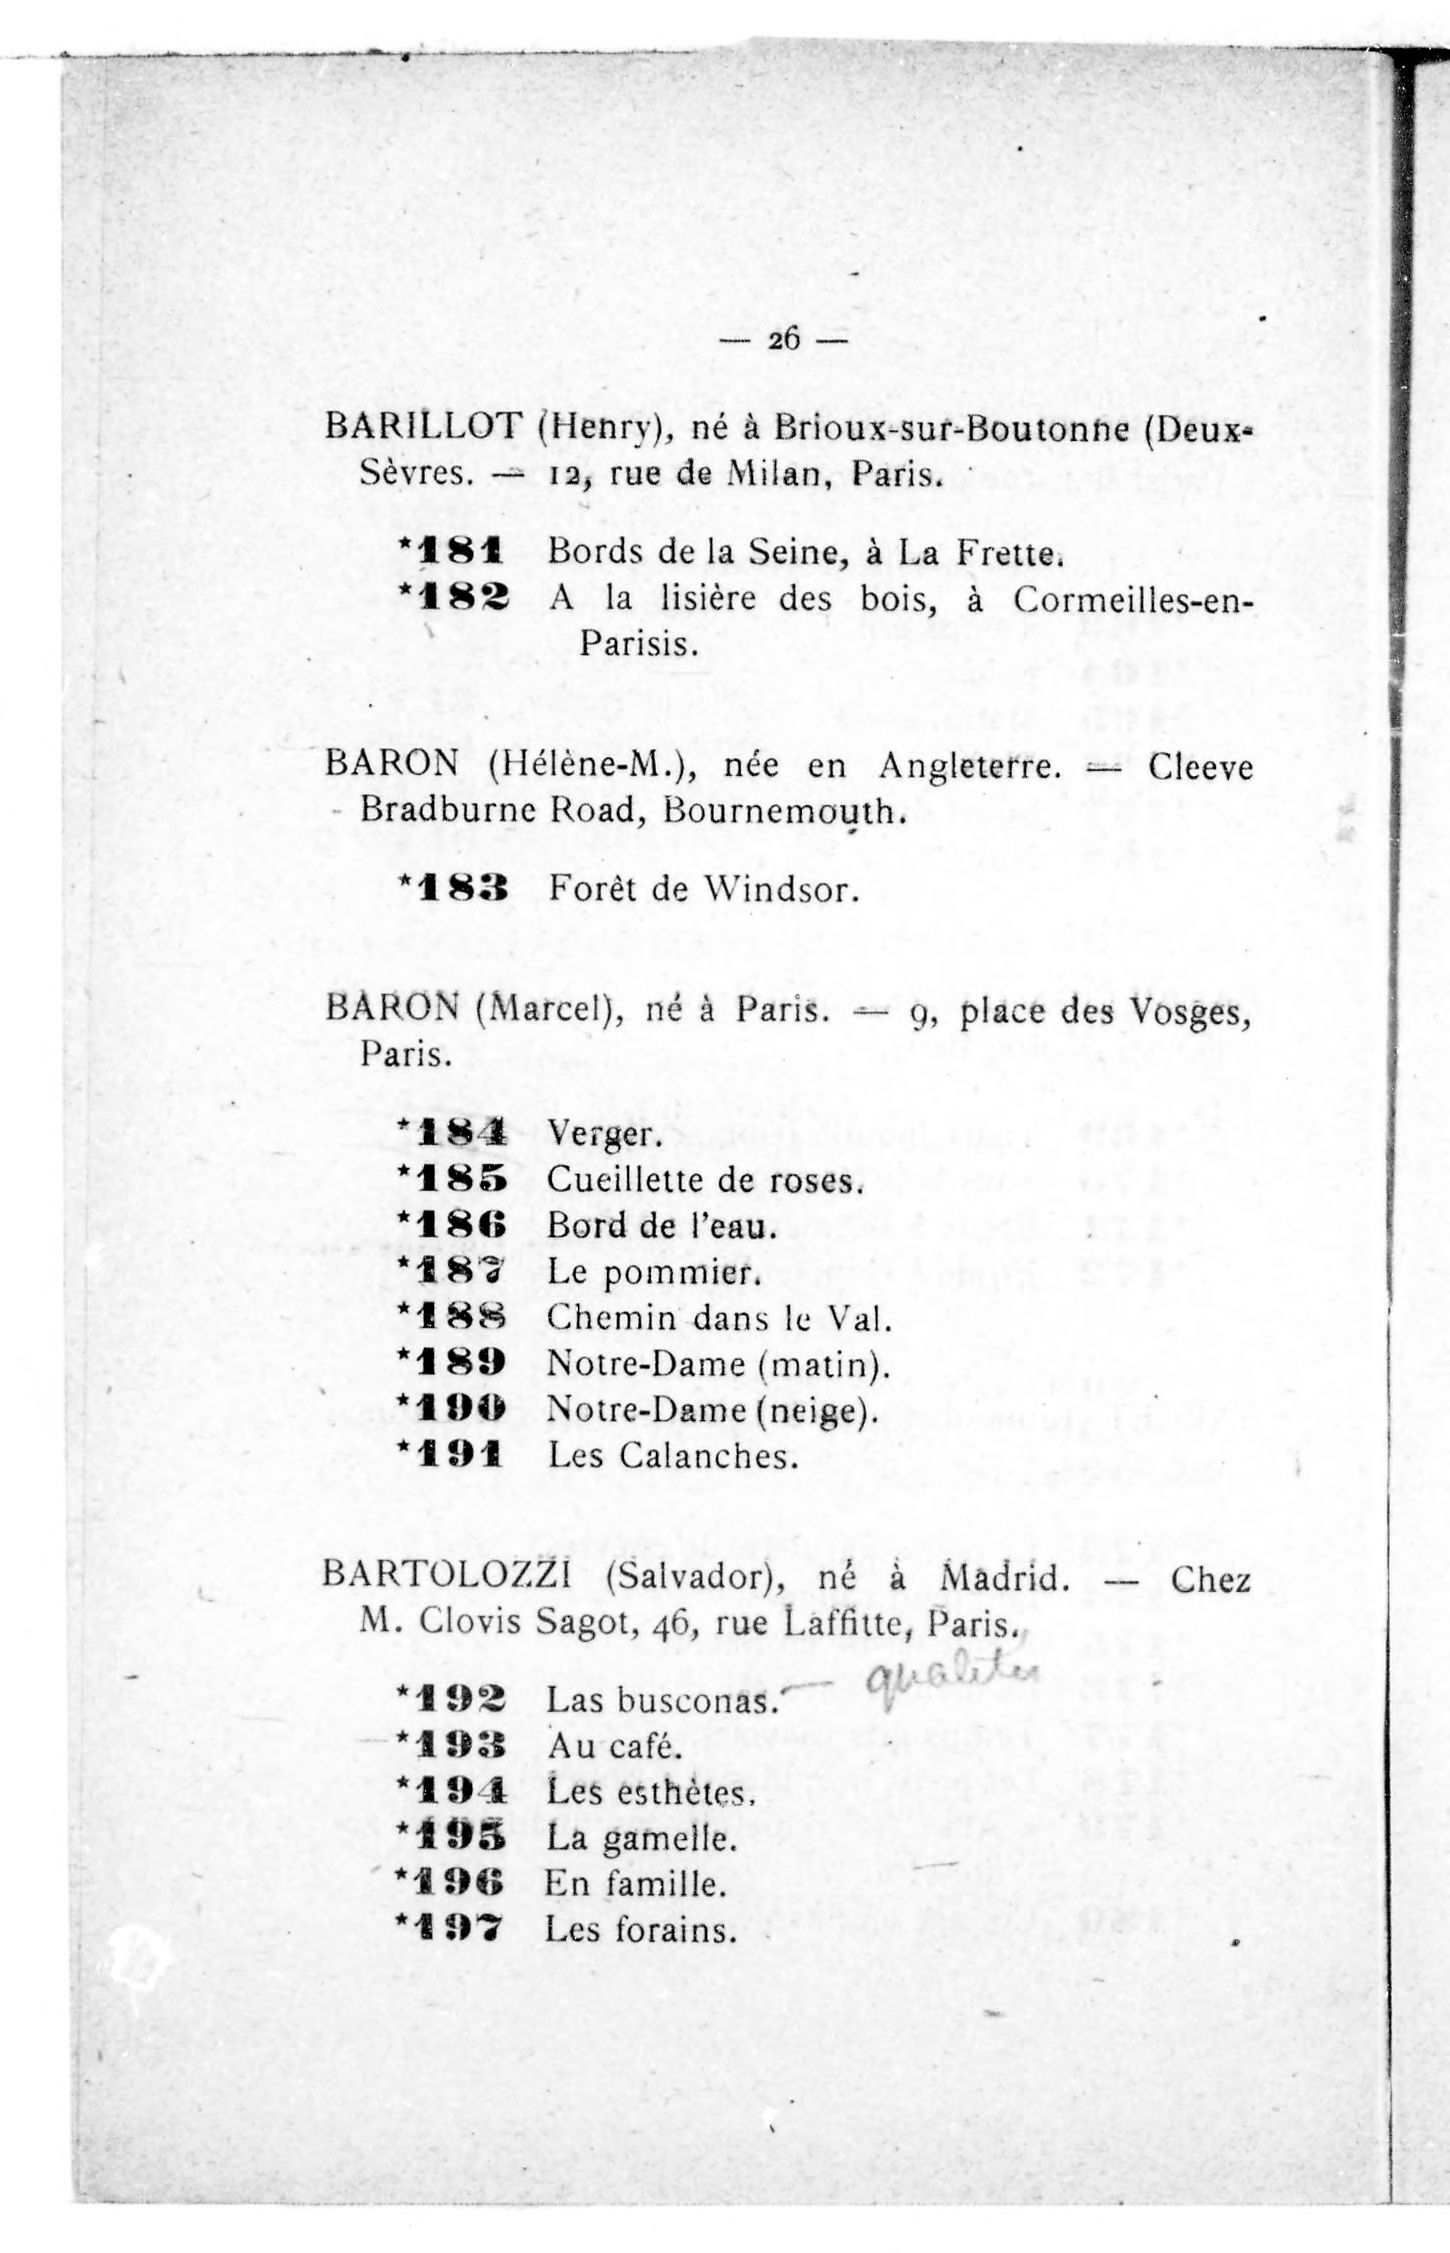 — 26 —
BARILLOT (Henry), né à Brioux-sur-Boutonne (Deux-
Sèvres. — 12, rue de Milan, Paris.
*181 Bords de la Seine, à La Frette.
*182 A la lisière des bois, à Cormeilles-en-
Parisis.
BARON (Hélène-M.), née en Angleterre. — Cleeve
Bradburne Road, Bournemouth.
*183 Forêt de Windsor.
BARON (Marcel), né à Paris. — 9, place des Vosges,
Paris.
*184 Verger.
*185 Cueillette de roses.
*186 Bord de l'eau.
*187 Le pommier.
*188 Chemin dans le Val.
*189 Notre-Dame (matin).
*190 Notre-Dame (neige).
*191 Les Calanches.
BARTOLOZZI (Salvador), né à Madrid. — Chez
M. Clovis Sagot, 46, rue Laffitte, Paris.
*192 Las busconas. — qualités
*193 Au café.
*194 Les esthètes.
*195 La gamelle.
*196 En famille.
*197 Les forains.